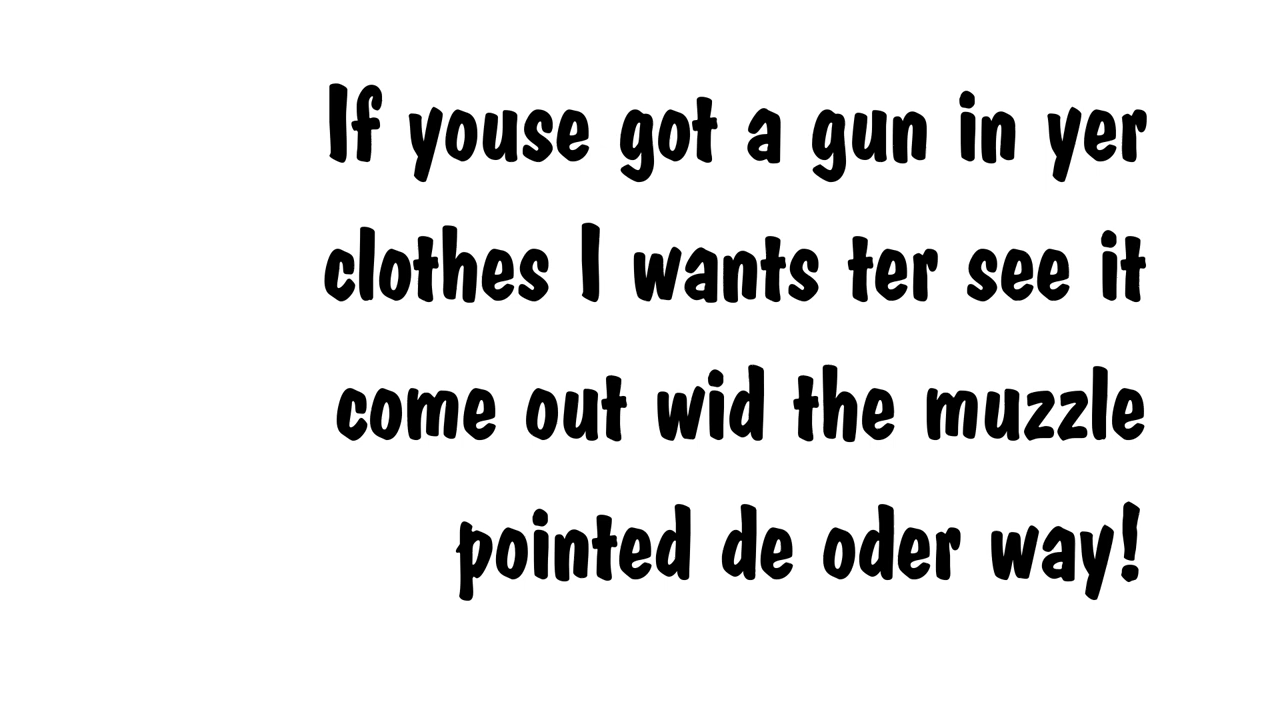 If youse got a gun in yer
clothes I wants ter see it
come out wid the muzzle
pointed de oder way!